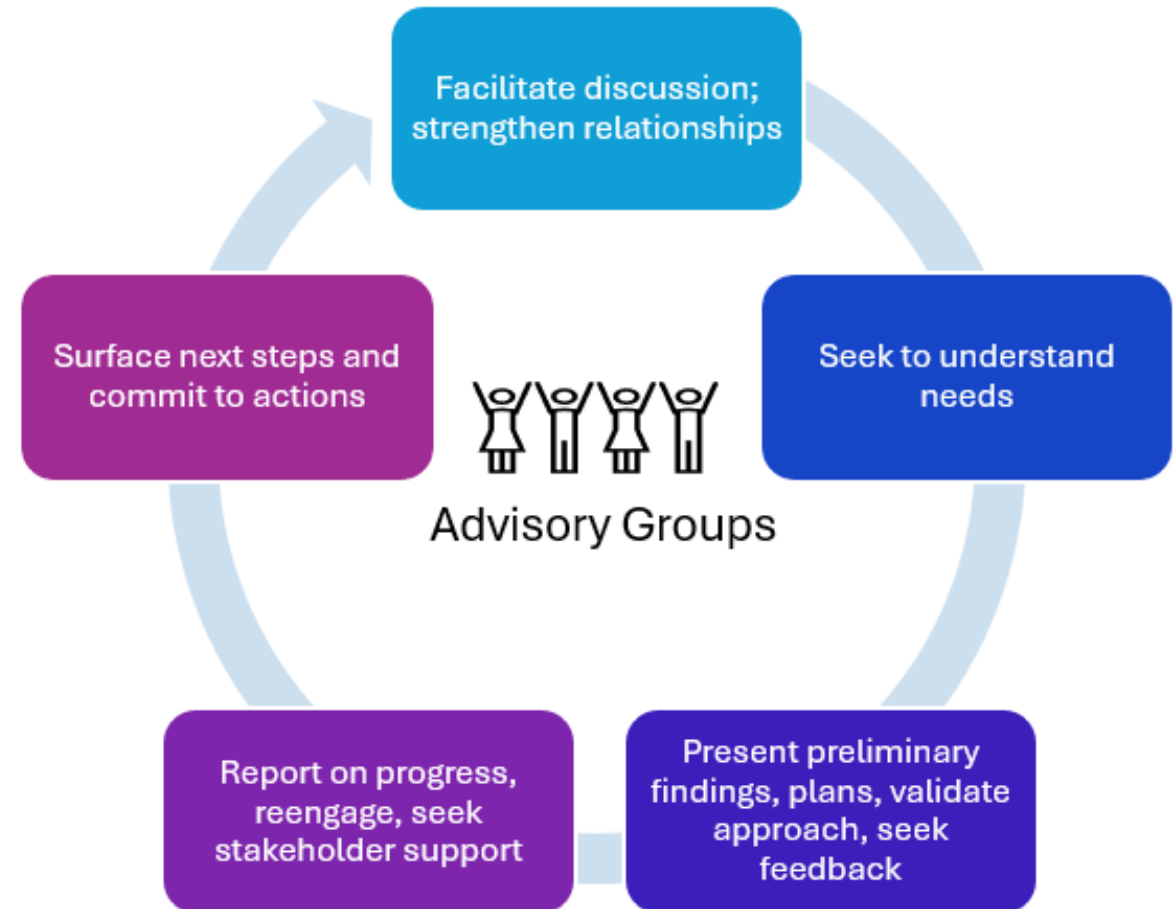 Facilitate discussion;
strengthen relationships
Seek to understand
needs
Present preliminary
findings, plans, validate
approach, seek
feedback
Report on progress,
reengage, seek
stakeholder support
Surface next steps and
commit to actions
Advisory Groups